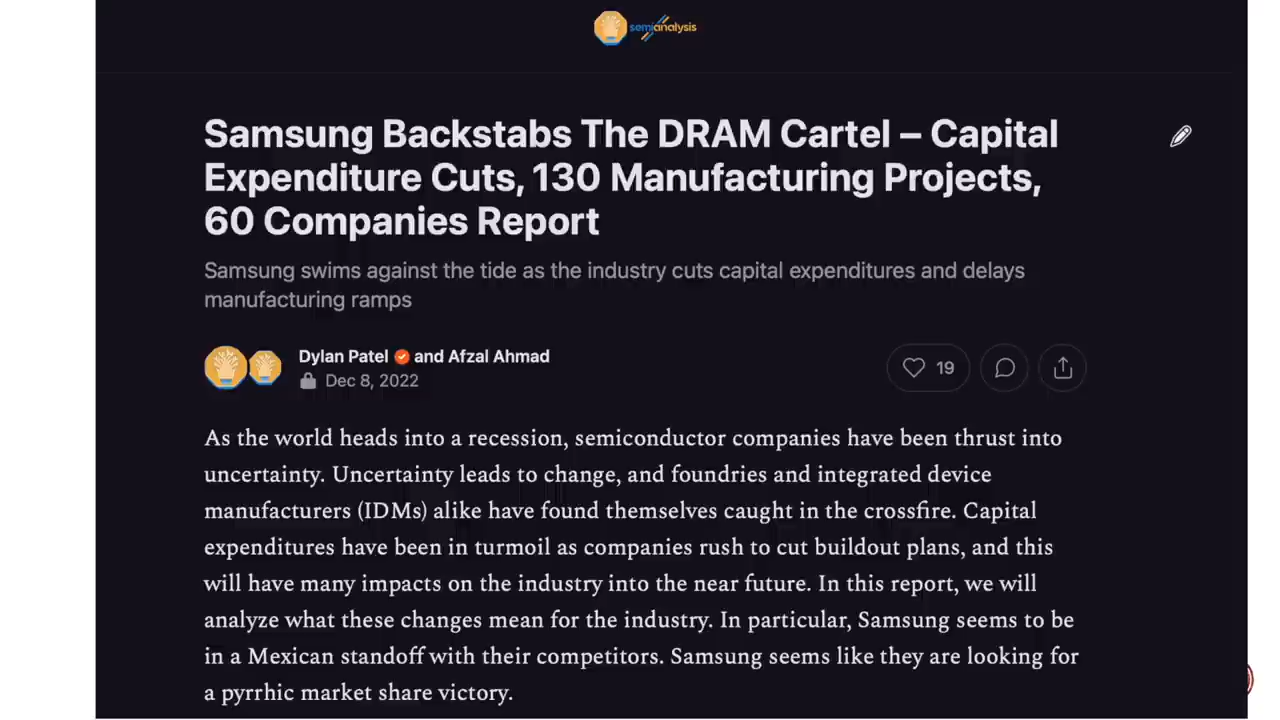 semianalysis
Samsung Backstabs The DRAM Cartel – Capital
Expenditure Cuts, 130 Manufacturing Projects,
60 Companies Report
Samsung swims against the tide as the industry cuts capital expenditures and delays
manufacturing ramps
Dylan Patel and Afzal Ahmad
Dec 8, 2022
19
As the world heads into a recession, semiconductor companies have been thrust into
uncertainty. Uncertainty leads to change, and foundries and integrated device
manufacturers (IDMs) alike have found themselves caught in the crossfire. Capital
expenditures have been in turmoil as companies rush to cut buildout plans, and this
will have many impacts on the industry into the near future. In this report, we will
analyze what these changes mean for the industry. In particular, Samsung seems to be
in a Mexican standoff with their competitors. Samsung seems like they are looking for
a pyrrhic market share victory.